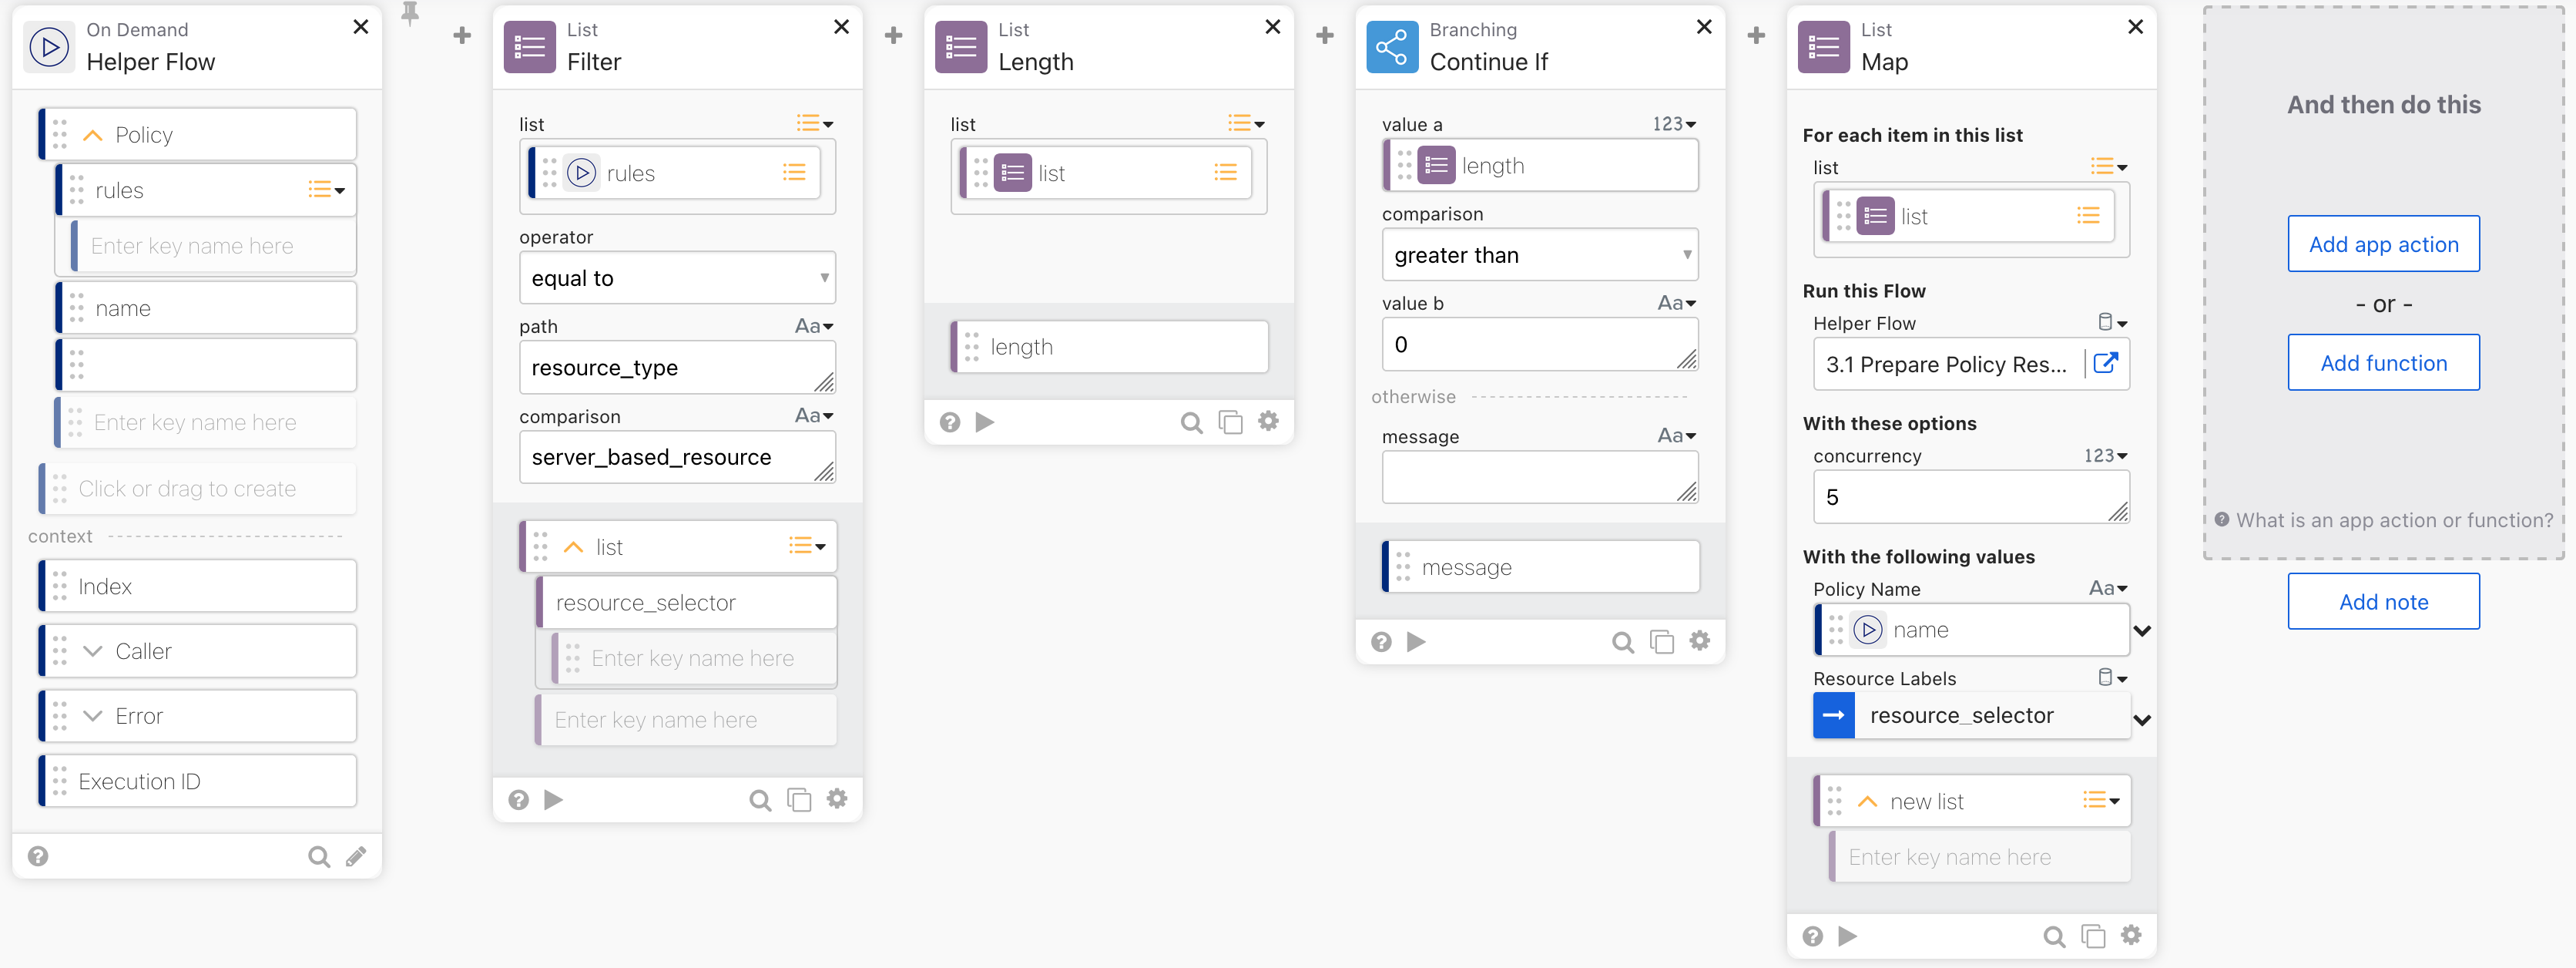 On Demand
Helper Flow
Policy
rules
Enter key name here
name
Enter key name here
Click or drag to create
context
Index
Caller
Error
Execution ID
List
Filter
list
rules
operator
equal to
path
Aa
resource_type
comparison
Aa
server_based_resource
list
resource_selector
Enter key name here
Enter key name here
List
Length
list
list
length
Branching
Continue If
value a
123
length
comparison
greater than
value b
Aa
0
otherwise
message
Aa
message
List
Map
For each item in this list
list
list
Run this Flow
Helper Flow
3.1 Prepare Policy Res...
With these options
concurrency
123
5
With the following values
Policy Name
Aa
name
Resource Labels
resource_selector
new list
Enter key name here
And then do this
Add app action
- or -
Add function
What is an app action or function?
Add note